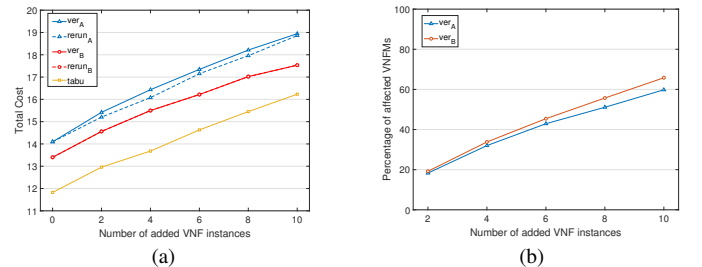 20
19
18
17
16
15
14
13
12
11
Total Cost
0 2 4 6 8 10
Number of added VNF instances
ver_A
rerun_A
ver_B
rerun_B
tabu
(a)
100
80
60
40
20
0
Percentage of affected VNFMs
2 4 6 8 10
Number of added VNF instances
ver_A
ver_B
(b)